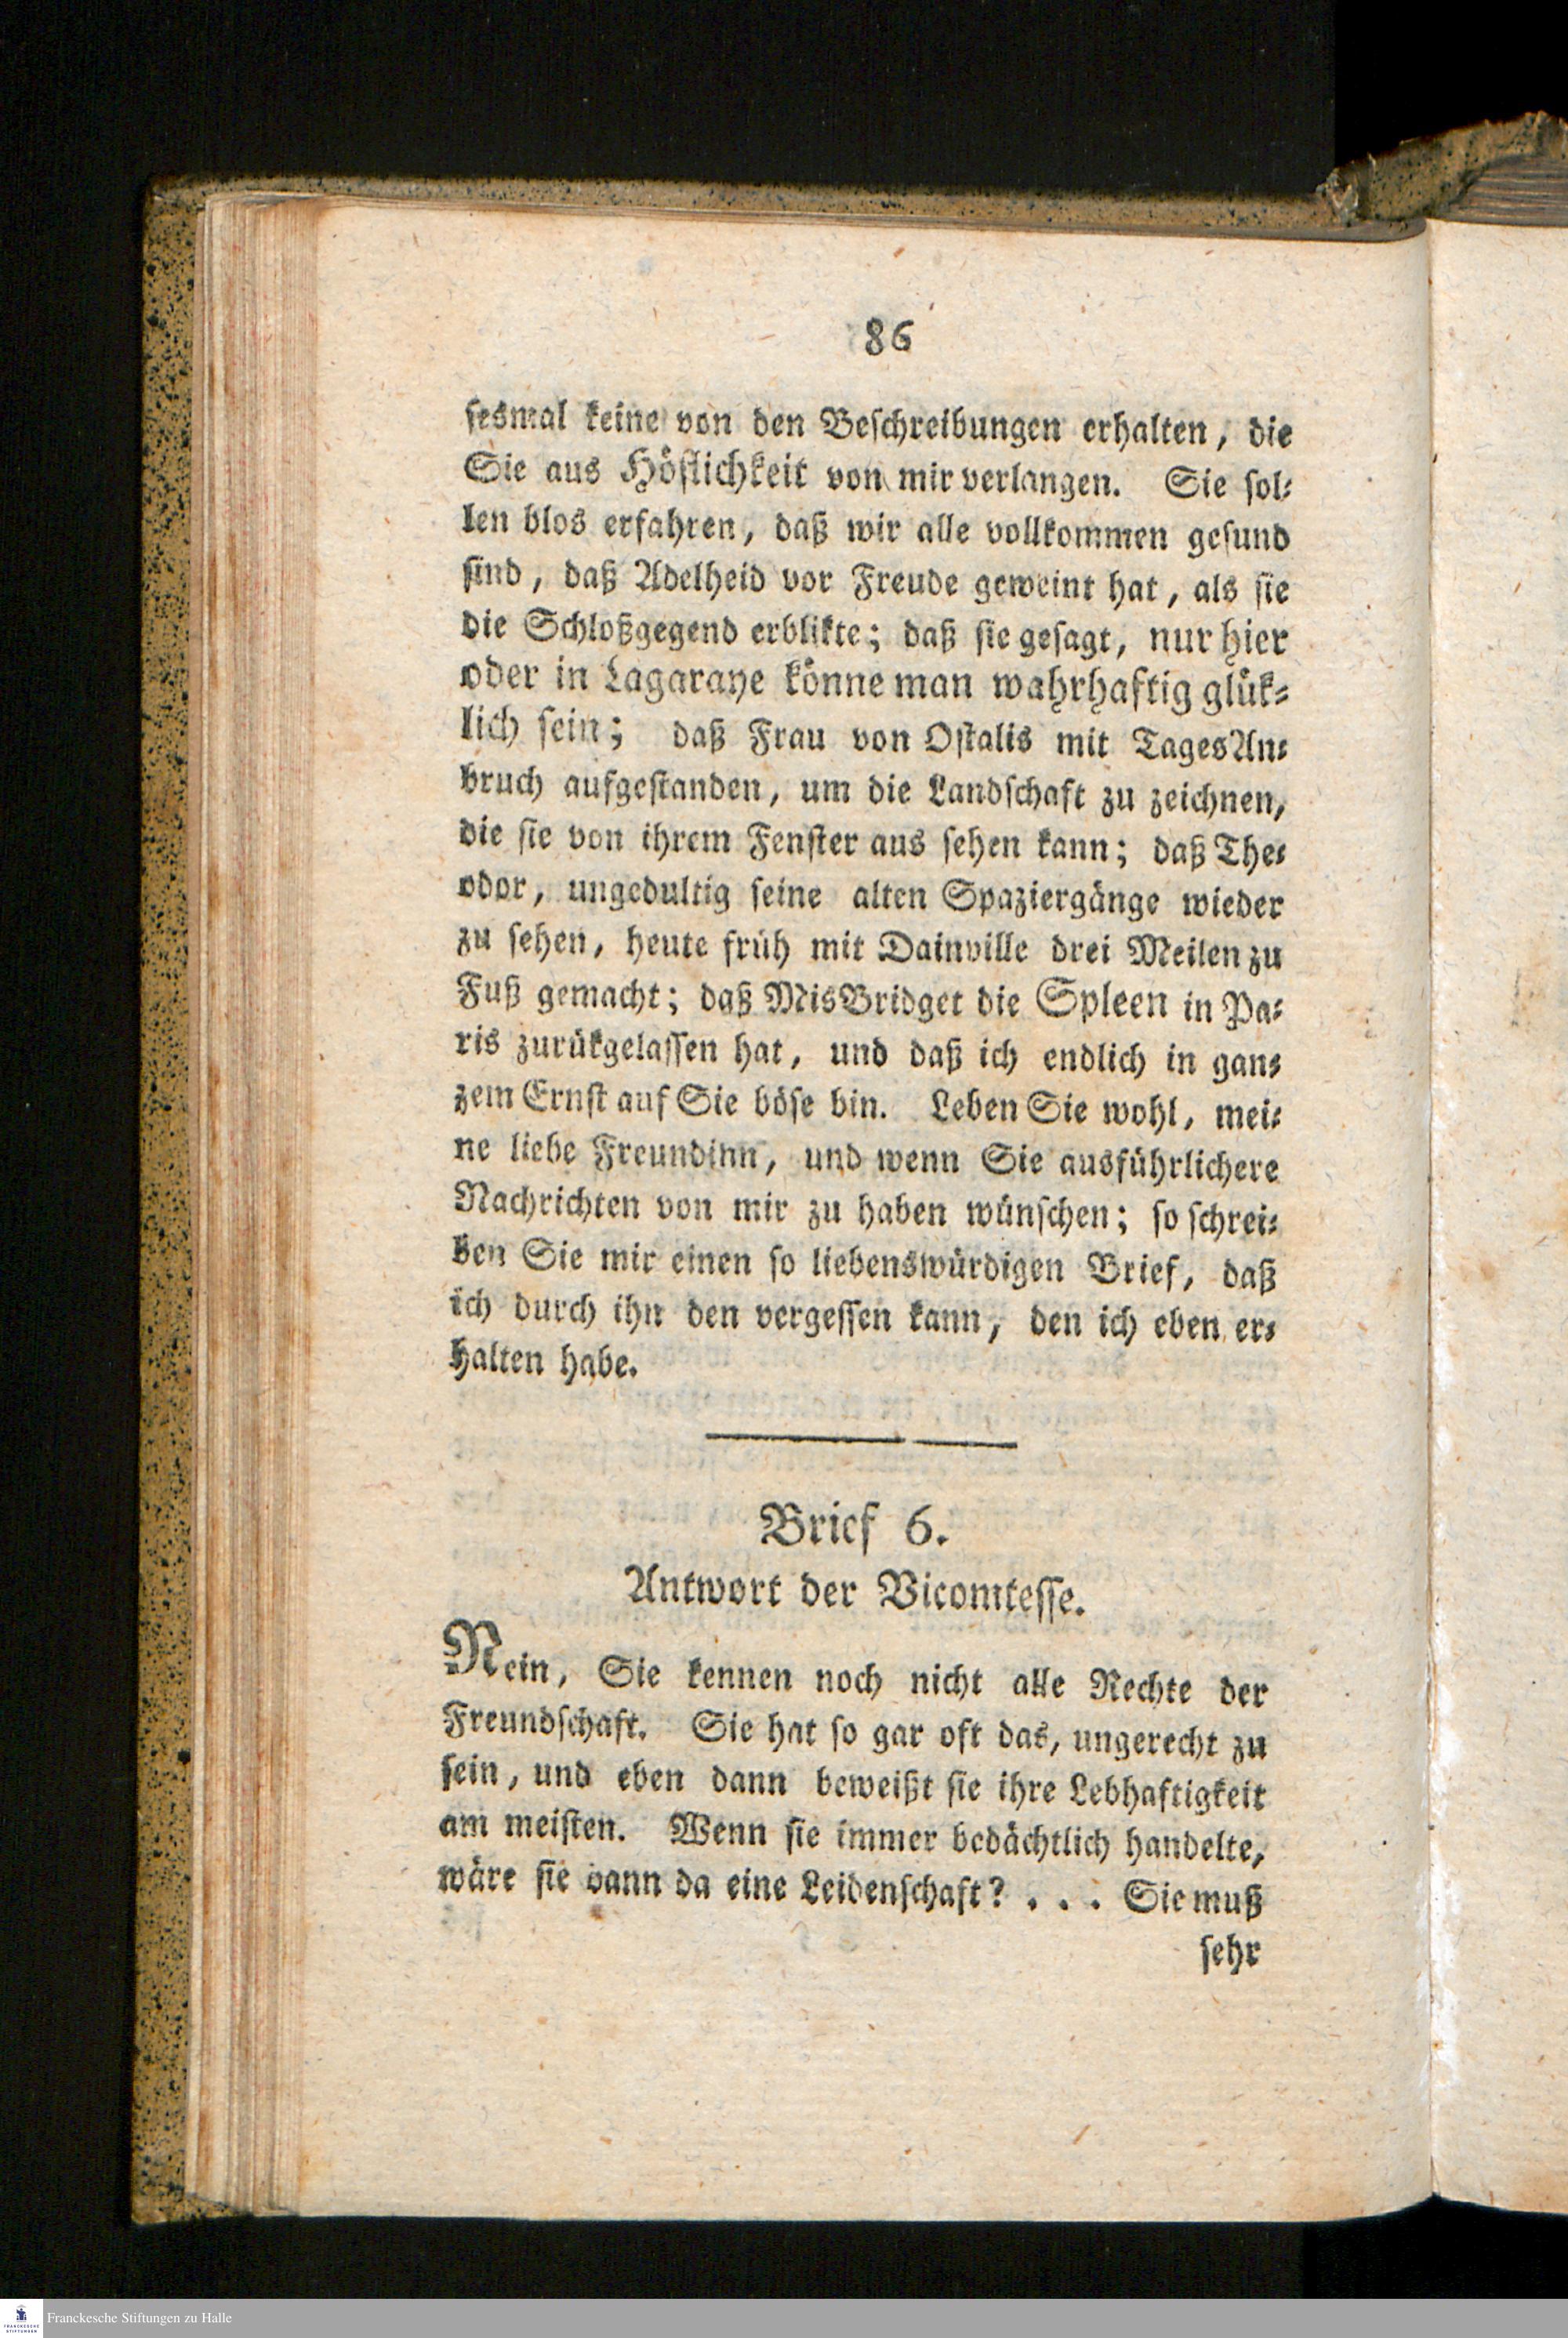 86
sesmal keine von den Beschreibungen erhalten, die
Sie aus Höflichkeit von mir verlangen. Sie sol-
len blos erfahren, daß wir alle vollkommen gesund
sind, daß Adelheid vor Freude geweint hat, als sie
die Schloßgegend erblikte; daß sie gesagt, nur hier
oder in Lagaraye könne man wahrhaftig glük-
lich sein; daß Frau von Ostalis mit TagesAn-
bruch aufgestanden, um die Landschaft zu zeichnen,
die sie von ihrem Fenster aus sehen kann; daß The-
odor, ungedultig seine alten Spaziergänge wieder
zu sehen, heute früh mit Dainville drei Meilen zu
Fuß gemacht; daß MisBridget die Spleen in Pa-
ris zurükgelassen hat, und daß ich endlich in gan-
zem Ernst auf Sie böse bin. Leben Sie wohl, mei-
ne liebe Freundinn, und wenn Sie ausführlichere
Nachrichten von mir zu haben wünschen; so schrei-
ben Sie mir einen so liebenswürdigen Brief, daß
ich durch ihn den vergessen kann, den ich eben er-
halten habe.
Brief 6.
Antwort der Vicomtesse.
Nein, Sie kennen noch nicht alle Rechte der
Freundschaft. Sie hat so gar oft das, ungerecht zu
sein, und eben dann beweißt sie ihre Lebhaftigkeit
am meisten. Wenn sie immer bedächtlich handelte,
wäre sie dann da eine Leidenschaft? . . . Sie muß
sehr
Franckesche Stiftungen zu Halle
FRANCKESCHE
STIFTUNGEN